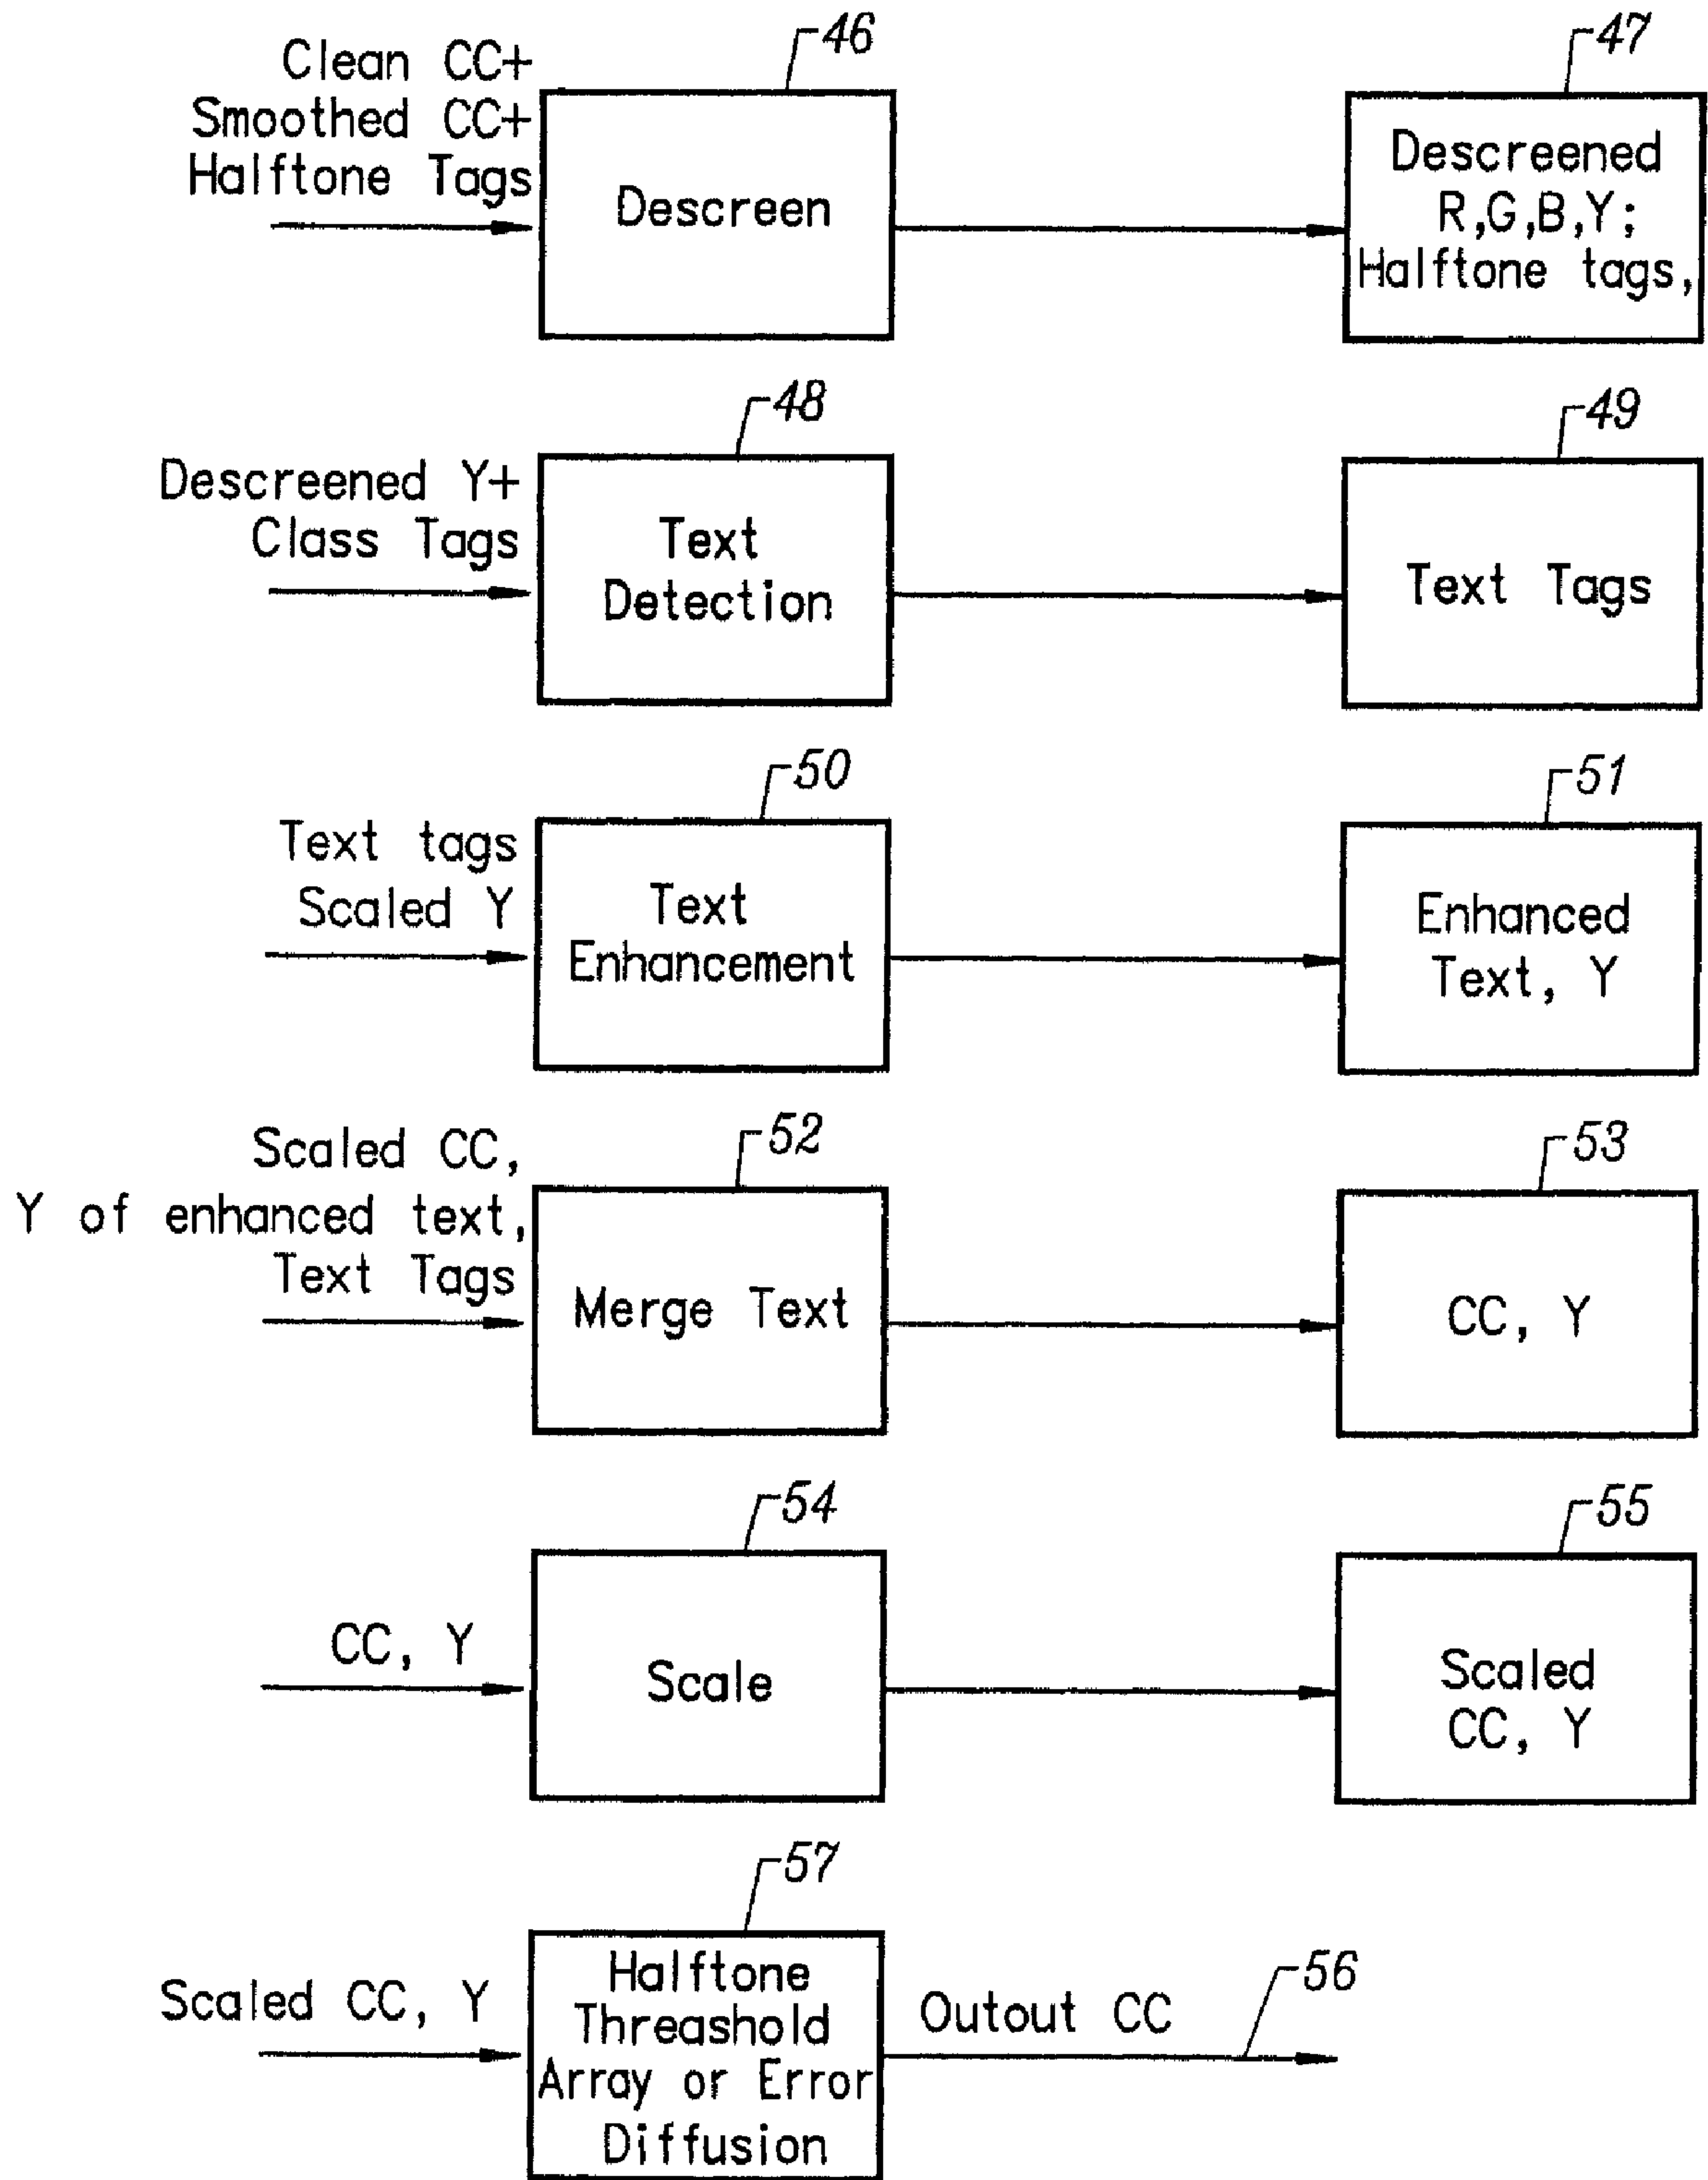 46
47
Clean CC+
Smoothed CC+
Halftone Tags
Descreen
Descreened
R,G,B,Y;
Halftone tags,
48
49
Descreened Y+
Class Tags
Text
Detection
Text Tags
50
51
Text tags
Scaled Y
Text
Enhancement
Enhanced
Text, Y
52
53
Scaled CC,
Y of enhanced text,
Text Tags
Merge Text
CC, Y
54
55
CC, Y
Scale
Scaled
CC, Y
57
Scaled CC, Y
Halftone
Threashold
Array or Error
Diffusion
Outout CC
56